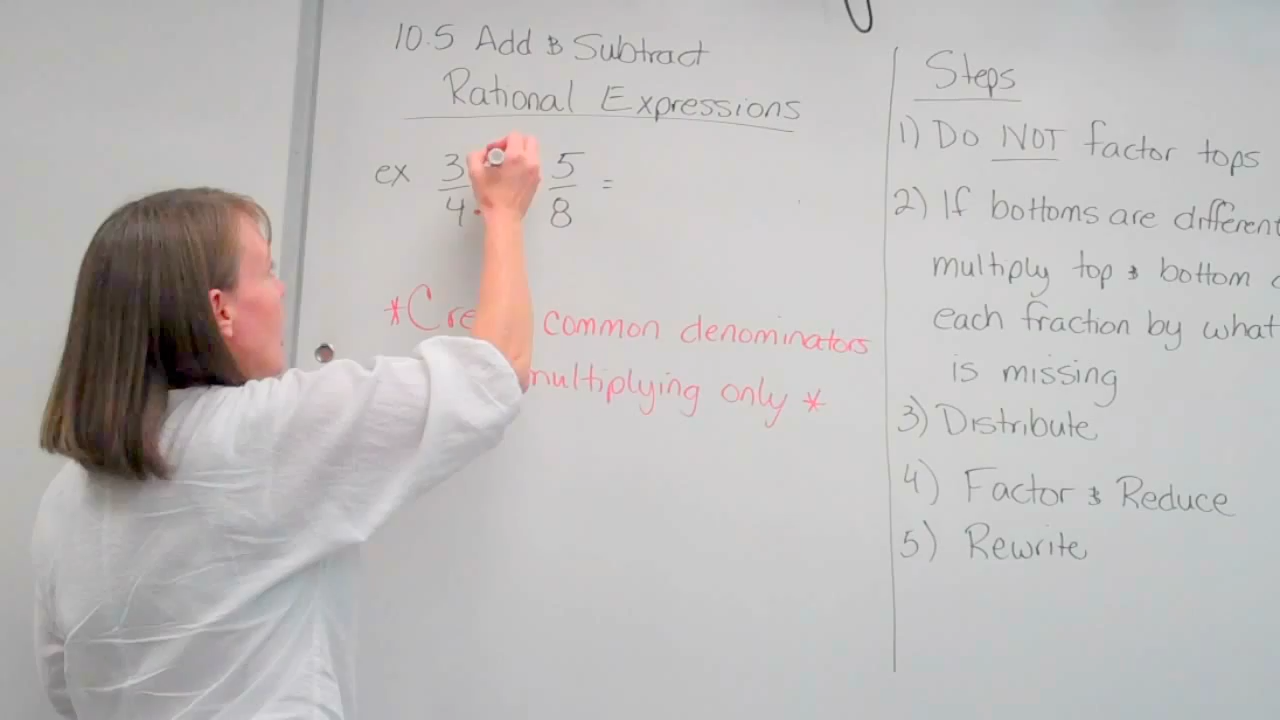 10.5 Add & Subtract
Rational Expressions
ex 3/4 5/8 =
*Cre common denominators
multiplying only *
Steps
1) Do NOT factor tops
2) If bottoms are different
multiply top & bottom
each fraction by what
is missing
3) Distribute
4) Factor & Reduce
5) Rewrite